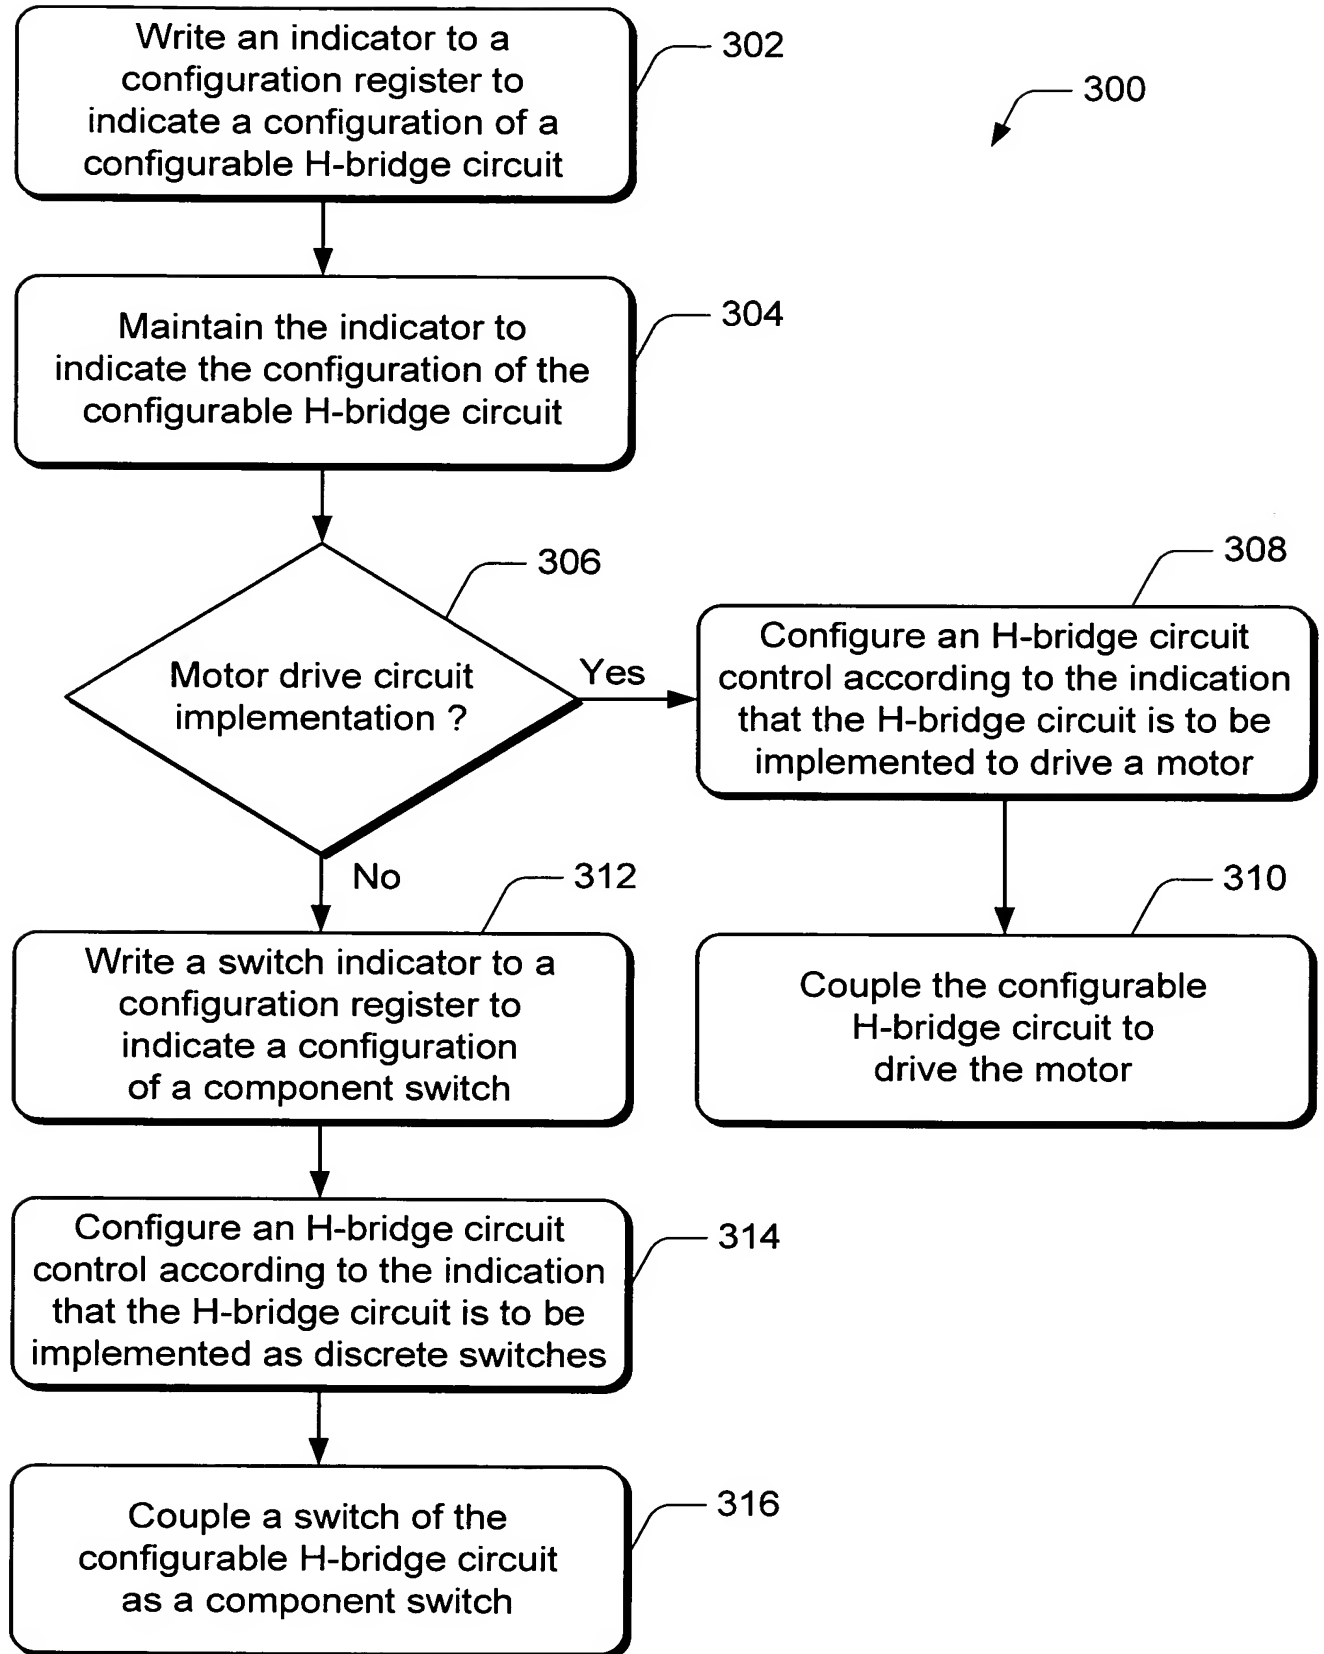 Write an indicator to a
configuration register to
indicate a configuration of a
configurable H-bridge circuit
302
300
Maintain the indicator to
indicate the configuration of the
configurable H-bridge circuit
304
306
Motor drive circuit
implementation ?
Yes
308
Configure an H-bridge circuit
control according to the indication
that the H-bridge circuit is to be
implemented to drive a motor
310
Couple the configurable
H-bridge circuit to
drive the motor
No
312
Write a switch indicator to a
configuration register to
indicate a configuration
of a component switch
Configure an H-bridge circuit
control according to the indication
that the H-bridge circuit is to be
implemented as discrete switches
314
Couple a switch of the
configurable H-bridge circuit
as a component switch
316